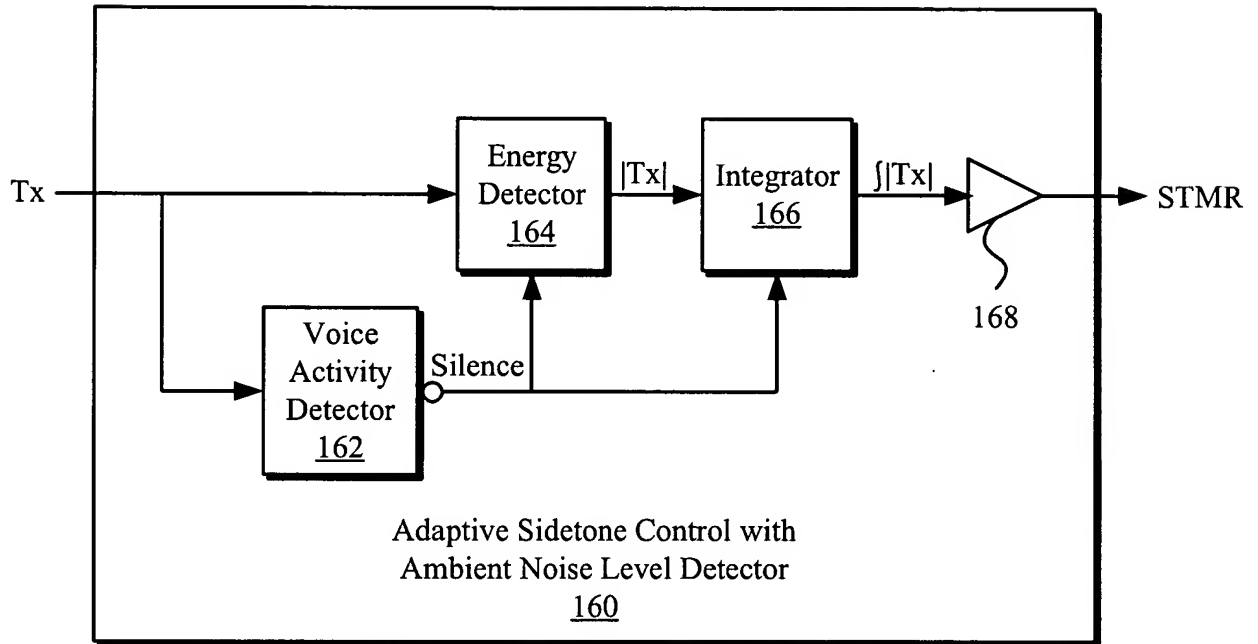 Tx
Energy
Detector
164
|Tx|
Integrator
166
∫|Tx|
STMR
168
Voice
Activity
Detector
162
Silence
Adaptive Sidetone Control with
Ambient Noise Level Detector
160